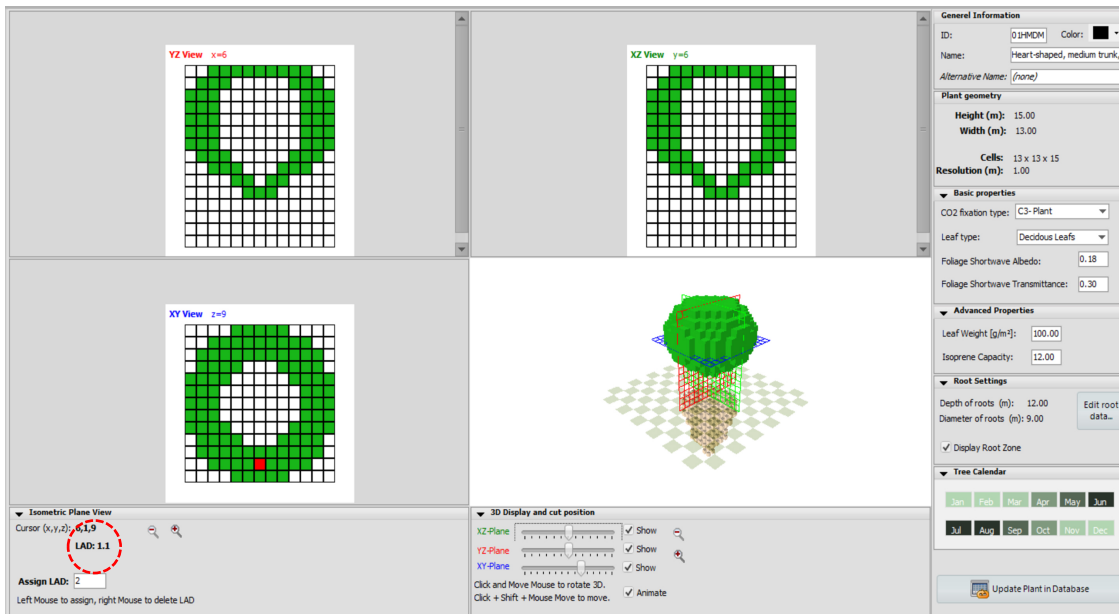 YZ View x=6
XZ View y=6
XY View z=9
Isometric Plane View
Cursor (x,y,z): 6,1,9
LAD: 1.1
Assign LAD: 2
Left Mouse to assign, right Mouse to delete LAD
3D Display and cut position
XZ-Plane Show
YZ-Plane Show
XY-Plane Show
Click and Move Mouse to rotate 3D.
Click + Shift + Mouse Move to move. Animate
General Information
ID: 01HMDM Color:
Name: Heart-shaped, medium trunk,
Alternative Name: (none)
Plant geometry
Height (m): 15.00
Width (m): 13.00
Cells: 13 x 13 x 15
Resolution (m): 1.00
Basic properties
CO2 fixation type: C3- Plant
Leaf type: Decidous Leafs
Foliage Shortwave Albedo: 0.18
Foliage Shortwave Transmittance: 0.30
Advanced Properties
Leaf Weight [g/m²]: 100.00
Isoprene Capacity: 12.00
Root Settings
Depth of roots (m): 12.00
Diameter of roots (m): 9.00
Edit root
data...
Display Root Zone
Tree Calendar
Jan Feb Mar Apr May Jun
Jul Aug Sep Oct Nov Dec
Update Plant in Database